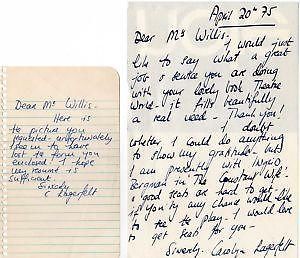 Dear Ms Willis -
Here is
the picture you
requested - unfortunately
I seem to have
lost the form you
enclosed. I hope
my resume is
sufficient.
Sincerely
C Lagerfelt
April 20th 75
Dear Ms Willis -
I would just
like to say what a great
job & service you are doing
with your lovely book Theatre
World - it fills beautifully
a real need - Thank you!
I doubt
whether I could do anything
to show my gratitude - but
I am presently with Ingrid
Bergman in "The Constant Wife" -
good seats are hard to get -
if you by any chance would like
to see the play - I would love
to get seats for you -
Sincerely - Carolyn Lagerfelt